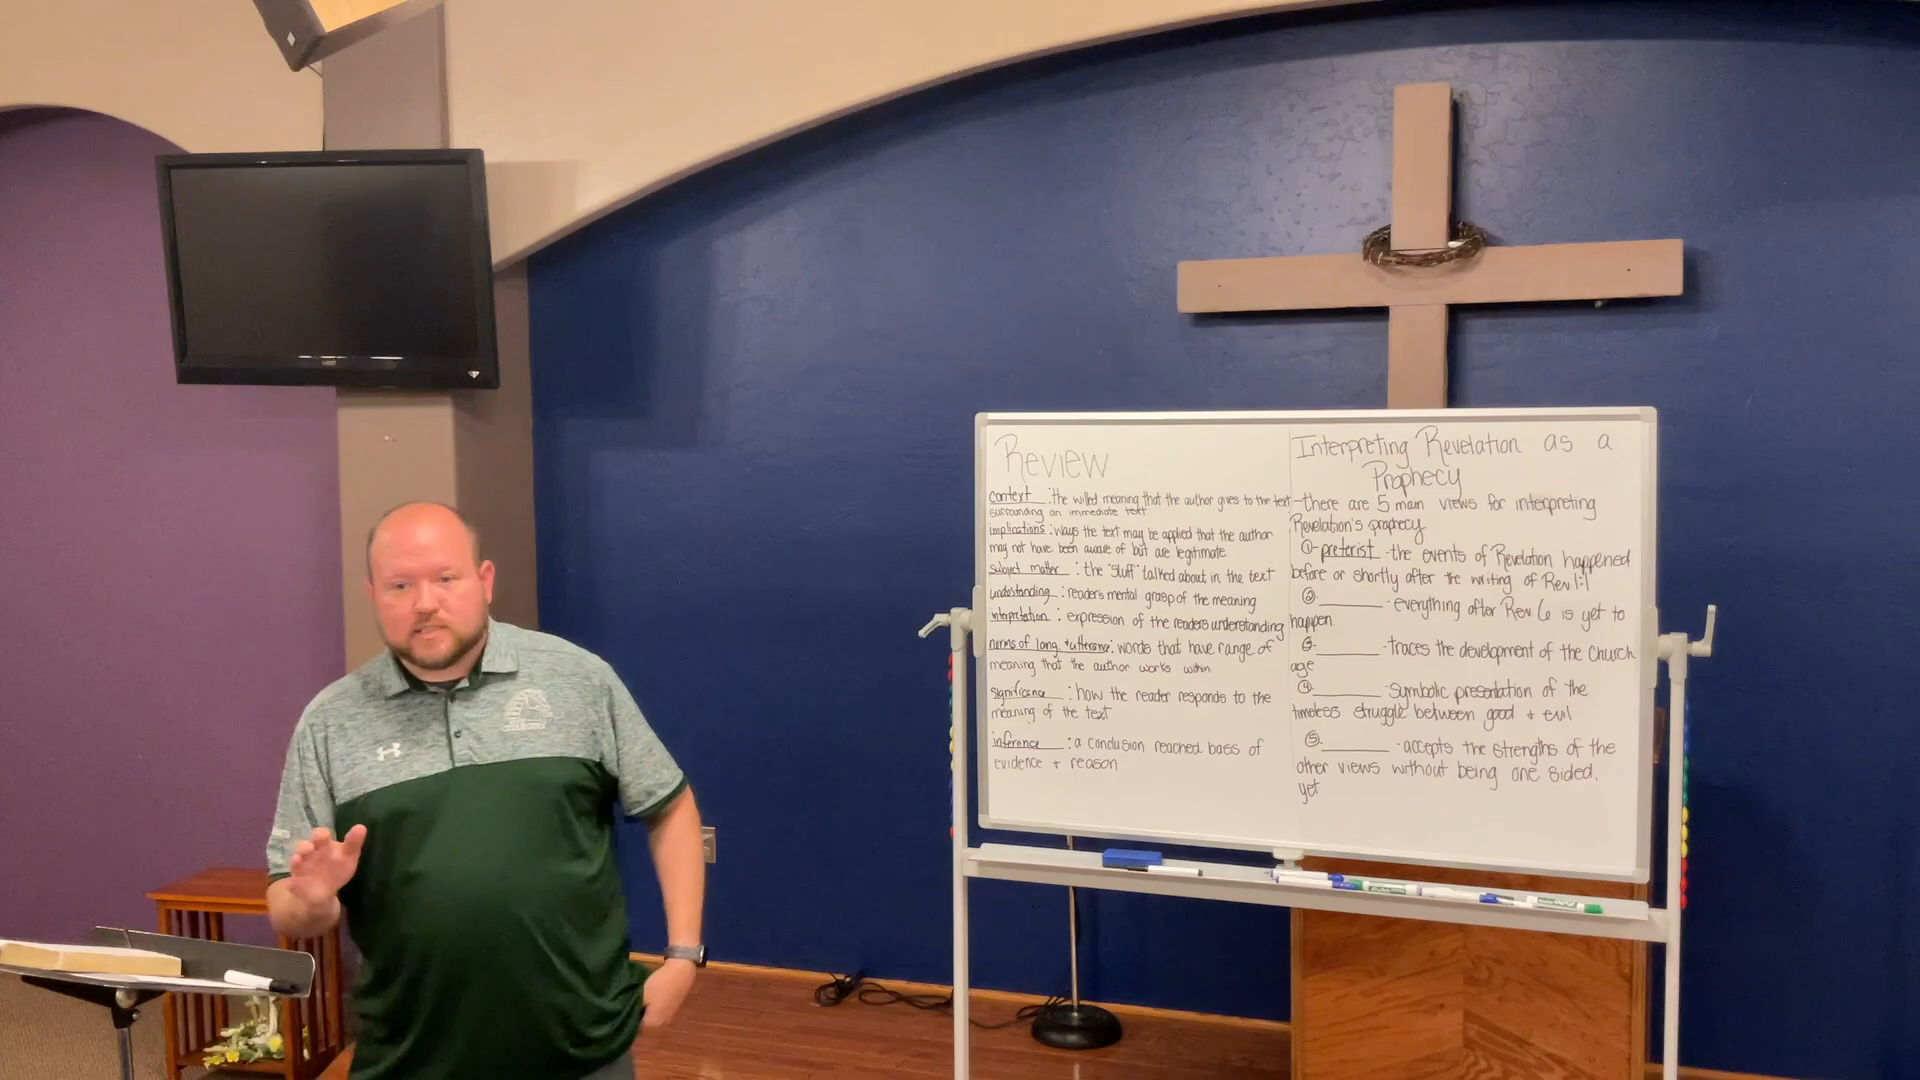 Review
context : the willed meaning that the author gives to the text
surrounding an immediate text
implications : ways the text may be applied that the author
may not have been aware of but are legitimate.
subject matter : the "stuff" talked about in the text
undostanding : readers mental grasp of the meaning
intrpretation : expression of the readers understanding
norms of lang. + utterance : words that have range of
meaning that the author works within
significance : how the reader responds to the
meaning of the text
inference : a conclusion reached bases of
evidence + reason
Interpreting Revelation as a
Prophecy
- there are 5 main views for interpreting
Revelation's prophecy
① preterist - the events of Revelation happened
before or shortly after the writing of Rev. 1:1
② ______ - everything after Rev. 6 is yet to
happen
③ ______ - traces the development of the Church
age
④ ______ - symbolic presentation of the
timeless struggle between good + evil
⑤ ______ - accepts the strengths of the
other views without being one sided.
yet